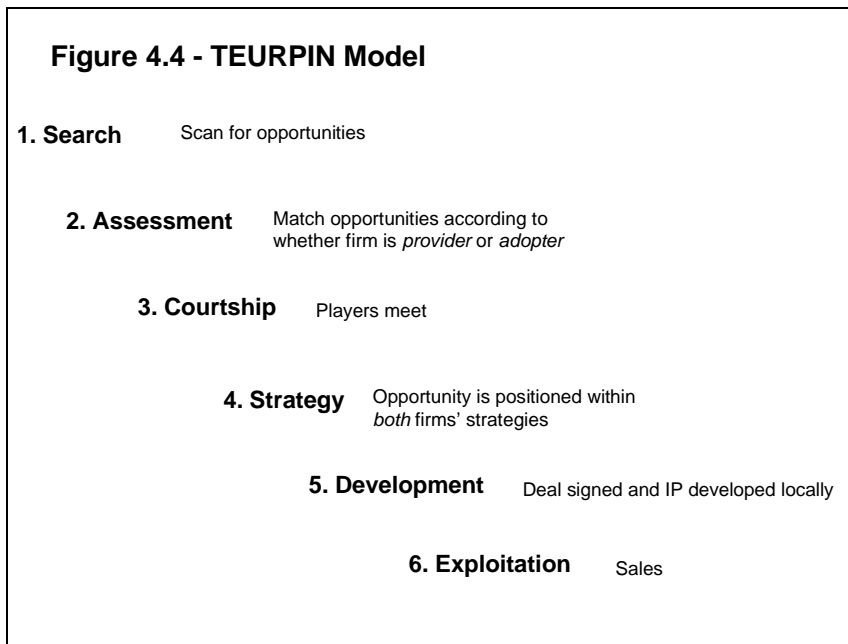 Figure 4.4 - TEURPIN Model
1. Search Scan for opportunities
2. Assessment Match opportunities according to
whether firm is provider or adopter
3. Courtship Players meet
4. Strategy Opportunity is positioned within
both firms’ strategies
5. Development Deal signed and IP developed locally
6. Exploitation Sales